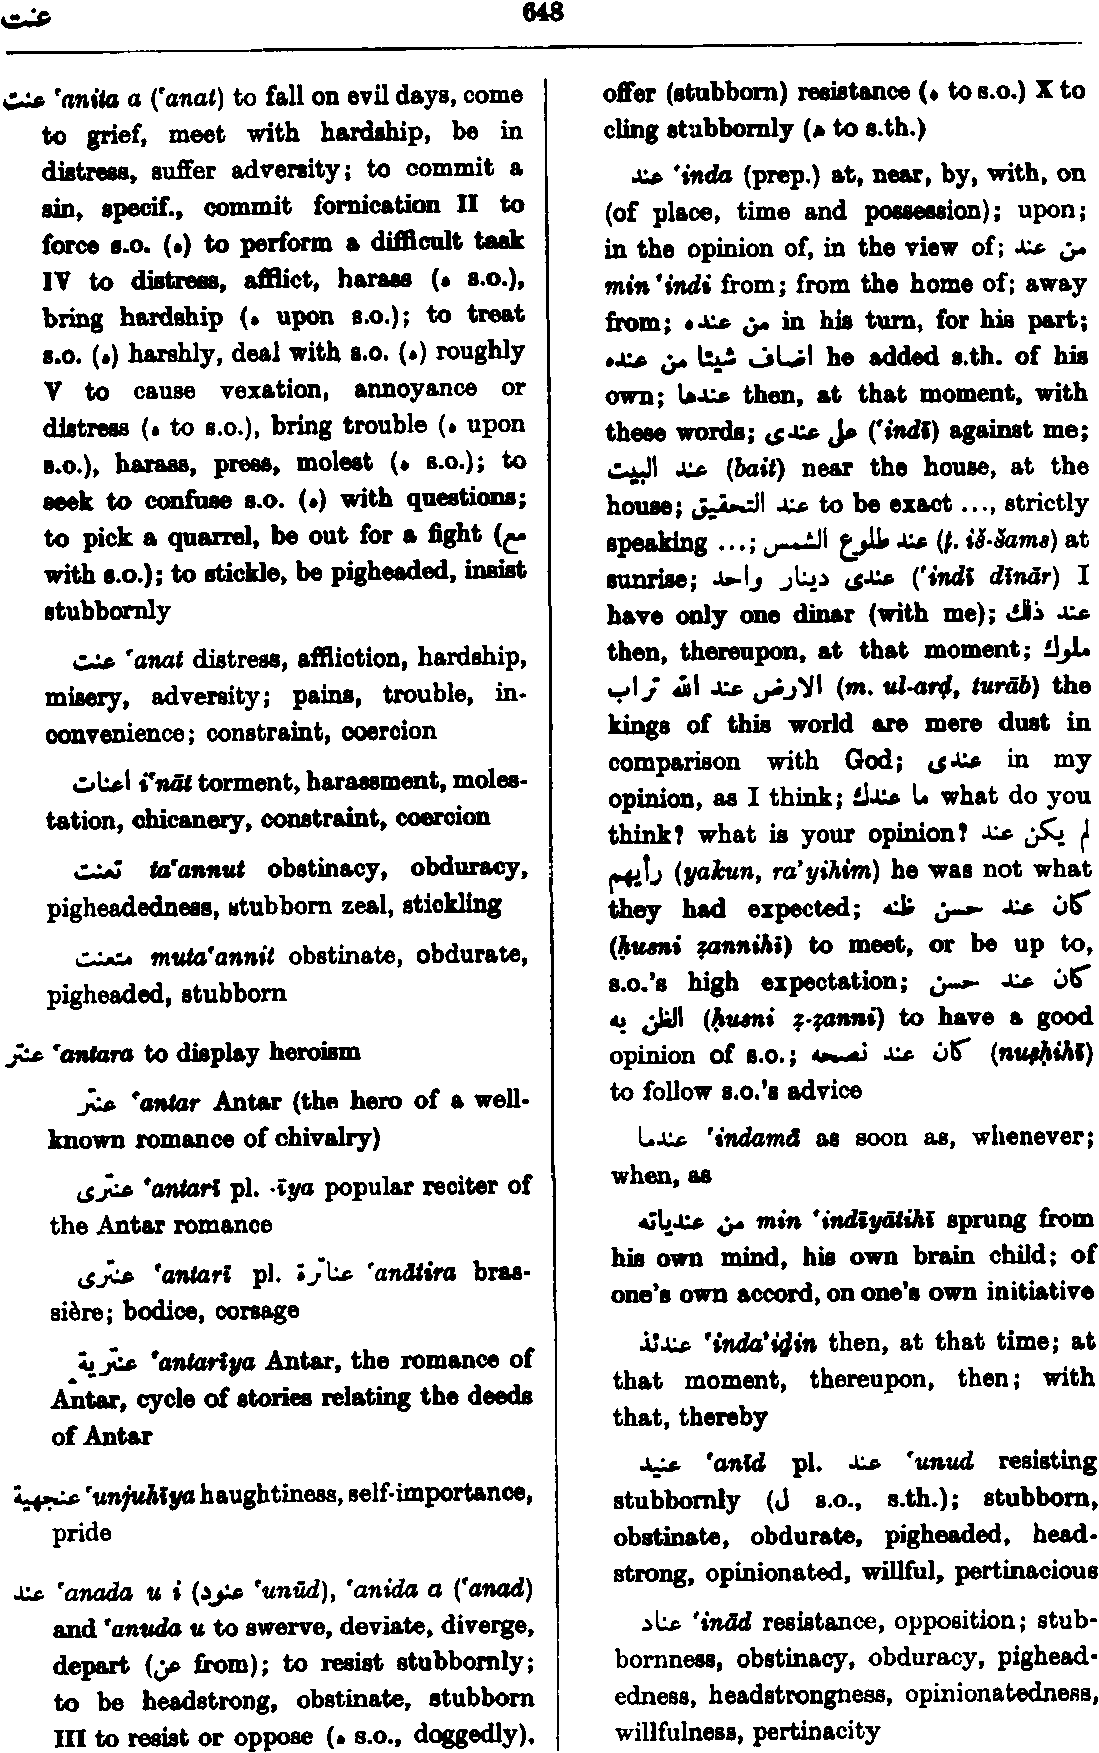 عنت
648
عنت ‘anita a (‘anat) to fall on evil days, come
to grief, meet with hardship, be in
distress, suffer adversity; to commit a
sin, specif., commit fornication II to
force s.o. (ه) to perform a difficult task
IV to distress, afflict, harass (ه s.o.),
bring hardship (ه upon s.o.); to treat
s.o. (ه) harshly, deal with s.o. (ه) roughly
V to cause vexation, annoyance or
distress (ه to s.o.), bring trouble (ه upon
s.o.), harass, press, molest (ه s.o.); to
seek to confuse s.o. (ه) with questions;
to pick a quarrel, be out for a fight (مع
with s.o.); to stickle, be pigheaded, insist
stubbornly
عنت ‘anat distress, affliction, hardship,
misery, adversity; pains, trouble, in-
convenience; constraint, coercion
اعنات i‘nāt torment, harassment, moles-
tation, chicanery, constraint, coercion
تعنت ta‘annut obstinacy, obduracy,
pigheadedness, stubborn zeal, stickling
متعنت muta‘annit obstinate, obdurate,
pigheaded, stubborn
عنتر ‘antara to display heroism
عنتر ‘antar Antar (the hero of a well-
known romance of chivalry)
عنترى ‘antarī pl. -īya popular reciter of
the Antar romance
عنترى ‘antarī pl. عناترة ‘anātira bras-
sière; bodice, corsage
عنترية ‘antarīya Antar, the romance of
Antar, cycle of stories relating the deeds
of Antar
عنجهية ‘unjuhīya haughtiness, self-importance,
pride
عند ‘anada u i (عنود ‘unūd), ‘anida a (‘anad)
and ‘anuda u to swerve, deviate, diverge,
depart (عن from); to resist stubbornly;
to be headstrong, obstinate, stubborn
III to resist or oppose (ه s.o., doggedly),
offer (stubborn) resistance (ه to s.o.) X to
cling stubbornly (ه to s.th.)
عند ‘inda (prep.) at, near, by, with, on
(of place, time and possession); upon;
in the opinion of, in the view of; من عند
min ‘indi from; from the home of; away
from; من عنده in his turn, for his part;
اضاف شيئا من عنده he added s.th. of his
own; عندها then, at that moment, with
these words; على عندى (‘indī) against me;
عند البيت (bait) near the house, at the
house; عند التحقيق to be exact ..., strictly
speaking ...; عند طلوع الشمس (ṭ. iš-šams) at
sunrise; عندى دينار واحد (‘indī dīnār) I
have only one dinar (with me); عند ذلك
then, thereupon, at that moment; ملوك
الارض عند الله تراب (m. ul-arḍ, turāb) the
kings of this world are mere dust in
comparison with God; عندى in my
opinion, as I think; ما عندك what do you
think? what is your opinion? لم يكن عند
رأيهم (yakun, ra’yihim) he was not what
they had expected; كان عند حسن ظنه
(ḥusni ẓannihī) to meet, or be up to,
s.o.’s high expectation; كان عند حسن
الظن به (ḥusni ẓ-ẓanni) to have a good
opinion of s.o.; كان عند نصحه (nuṣḥihī)
to follow s.o.’s advice
عندما ‘indamā as soon as, whenever;
when, as
من عندياته min ‘indīyātihī sprung from
his own mind, his own brain child; of
one’s own accord, on one’s own initiative
عندئذ ‘inda’iḏin then, at that time; at
that moment, thereupon, then; with
that, thereby
عنيد ‘anīd pl. عند ‘unud resisting
stubbornly (ل s.o., s.th.); stubborn,
obstinate, obdurate, pigheaded, head-
strong, opinionated, willful, pertinacious
عناد ‘inād resistance, opposition; stub-
bornness, obstinacy, obduracy, pighead-
edness, headstrongness, opinionatedness,
willfulness, pertinacity